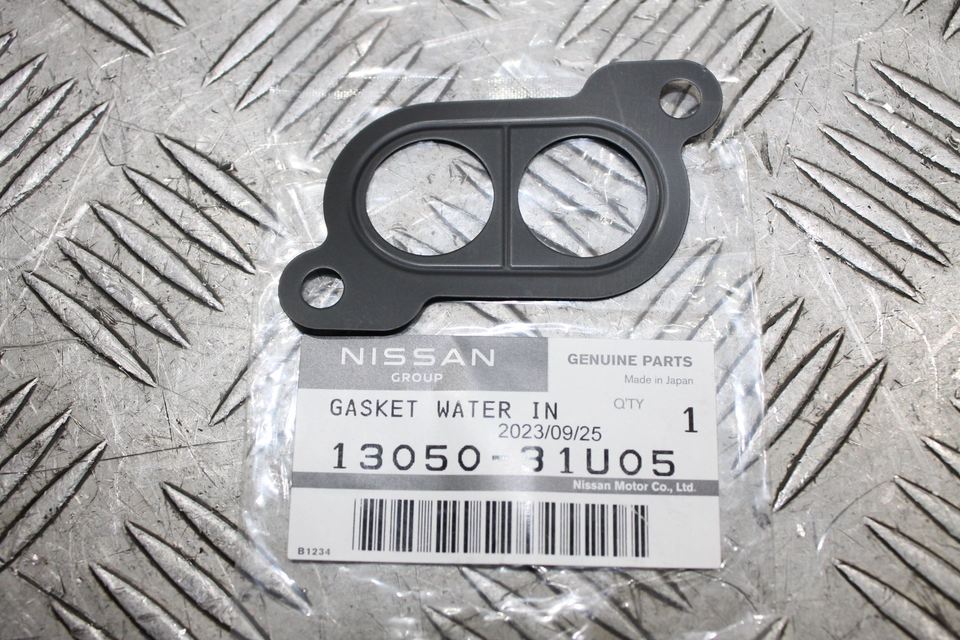 NISSAN
GROUP
GENUINE PARTS
Made in Japan
GASKET WATER IN
Q'TY
1
2023/09/25
13050-31U05
Nissan Motor Co., Ltd.
B1234